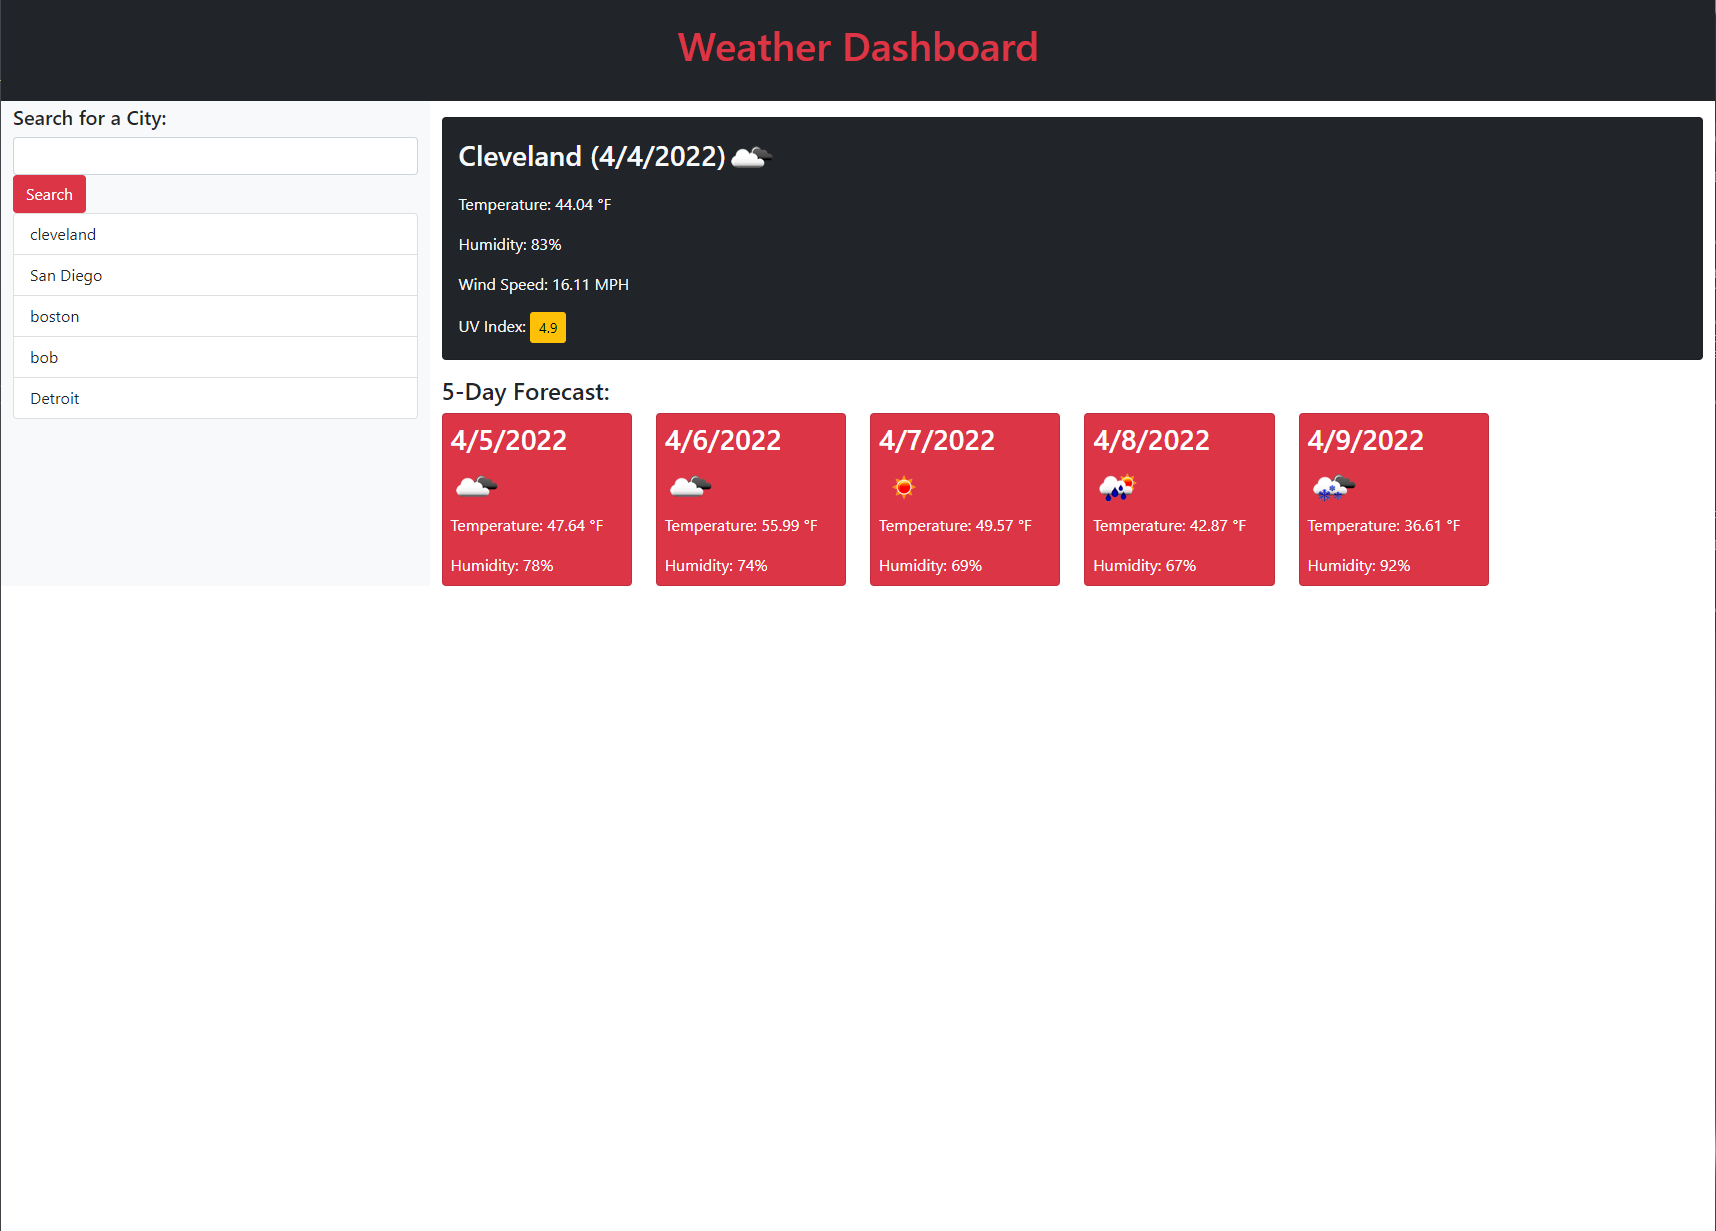 Weather Dashboard
Search for a City:
Search
cleveland
San Diego
boston
bob
Detroit
Cleveland (4/4/2022)
Temperature: 44.04 °F
Humidity: 83%
Wind Speed: 16.11 MPH
UV Index: 4.9
5-Day Forecast:
4/5/2022
Temperature: 47.64 °F
Humidity: 78%
4/6/2022
Temperature: 55.99 °F
Humidity: 74%
4/7/2022
Temperature: 49.57 °F
Humidity: 69%
4/8/2022
Temperature: 42.87 °F
Humidity: 67%
4/9/2022
Temperature: 36.61 °F
Humidity: 92%